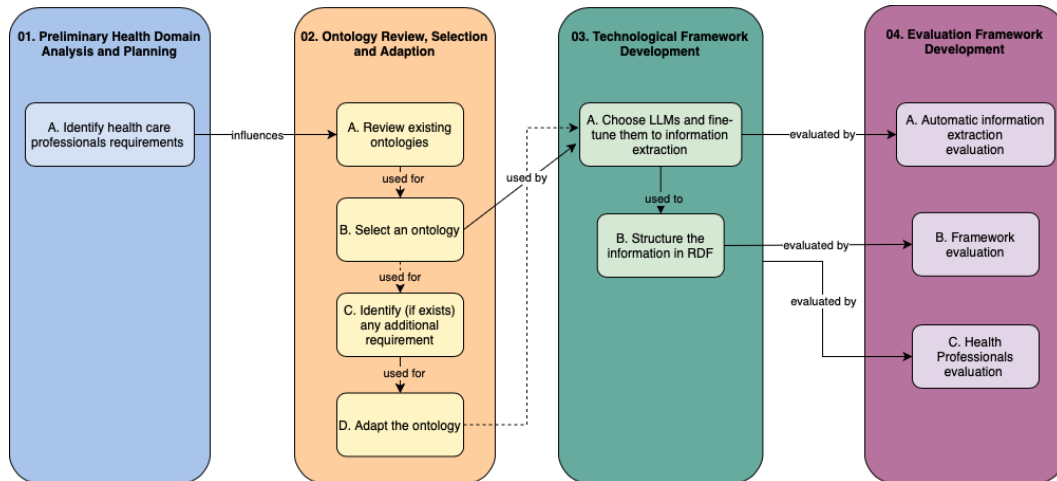 01. Preliminary Health Domain
Analysis and Planning
A. Identify health care
professionals requirements
influences
02. Ontology Review, Selection
and Adaption
A. Review existing
ontologies
used for
B. Select an ontology
used for
C. Identify (if exists)
any additional
requirement
used for
D. Adapt the ontology
used by
03. Technological Framework
Development
A. Choose LLMs and fine-
tune them to information
extraction
used to
B. Structure the
information in RDF
evaluated by
evaluated by
evaluated by
04. Evaluation Framework
Development
A. Automatic information
extraction
evaluation
B. Framework
evaluation
C. Health
Professionals
evaluation